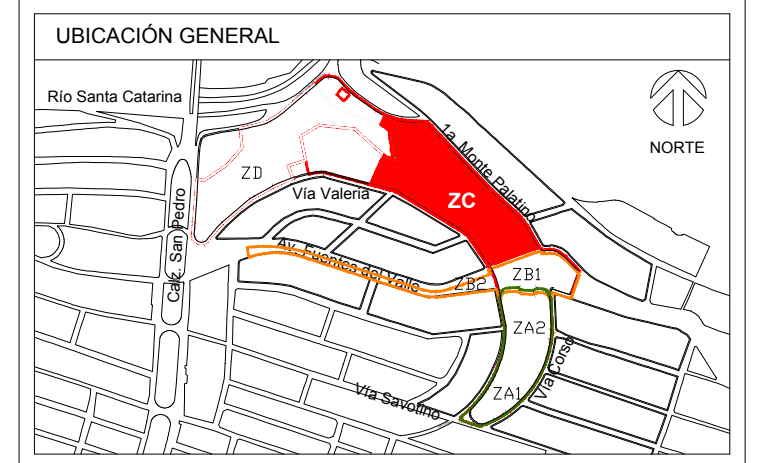 UBICACIÓN GENERAL
Río Santa Catarina
NORTE
1a. Monte Palatino
ZD
Vía Valeria
ZC
Calz. San Pedro
Av. Fuentes del Valle
ZB2
ZB1
ZA2
Vía Corso
ZA1
Vía Savotino